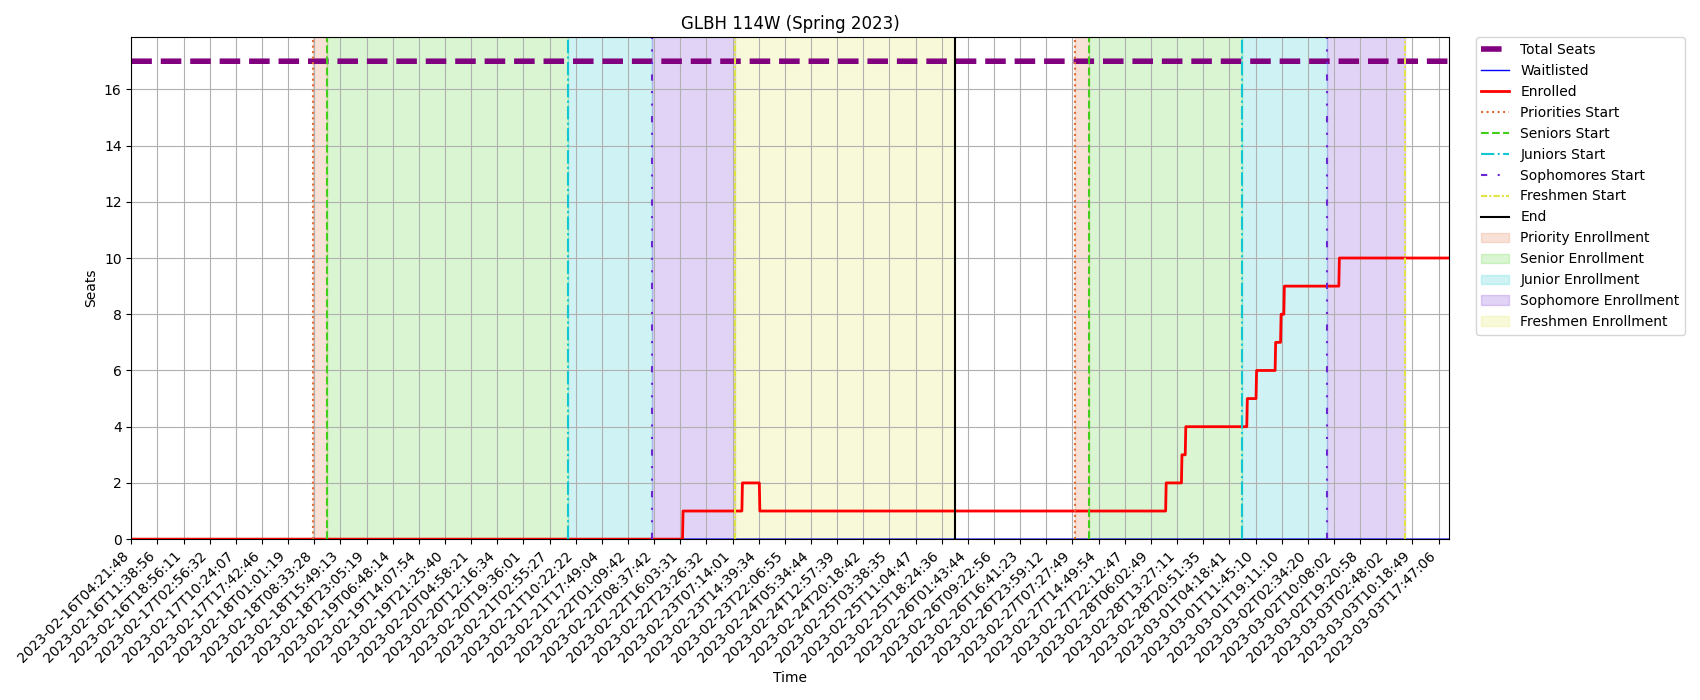 GLBH 114W (Spring 2023)
Seats
16
14
12
10
8
6
4
2
0
2023-02-16T04:21:48
2023-02-16T11:38:56
2023-02-16T18:56:11
2023-02-17T02:56:32
2023-02-17T10:24:07
2023-02-17T17:42:46
2023-02-18T01:01:19
2023-02-18T08:33:28
2023-02-18T15:49:13
2023-02-18T23:05:19
2023-02-19T06:48:14
2023-02-19T14:07:54
2023-02-19T21:25:40
2023-02-20T04:58:21
2023-02-20T12:16:34
2023-02-20T19:36:01
2023-02-21T02:55:27
2023-02-21T10:22:22
2023-02-21T17:49:04
2023-02-22T01:09:42
2023-02-22T08:37:42
2023-02-22T16:03:31
2023-02-22T23:26:32
2023-02-23T07:14:01
2023-02-23T14:39:34
2023-02-23T22:06:55
2023-02-24T05:34:44
2023-02-24T12:57:39
2023-02-24T20:18:42
2023-02-25T03:38:35
2023-02-25T11:04:47
2023-02-25T18:24:36
2023-02-26T01:43:44
2023-02-26T09:22:56
2023-02-26T16:41:23
2023-02-26T23:59:12
2023-02-27T07:27:49
2023-02-27T14:49:54
2023-02-27T22:12:47
2023-02-28T06:02:49
2023-02-28T13:27:11
2023-02-28T20:51:35
2023-03-01T04:18:41
2023-03-01T11:45:10
2023-03-01T19:11:10
2023-03-02T02:34:20
2023-03-02T10:08:02
2023-03-02T19:20:58
2023-03-03T02:48:02
2023-03-03T10:18:49
2023-03-03T17:47:06
Time
Total Seats
Waitlisted
Enrolled
Priorities Start
Seniors Start
Juniors Start
Sophomores Start
Freshmen Start
End
Priority Enrollment
Senior Enrollment
Junior Enrollment
Sophomore Enrollment
Freshmen Enrollment